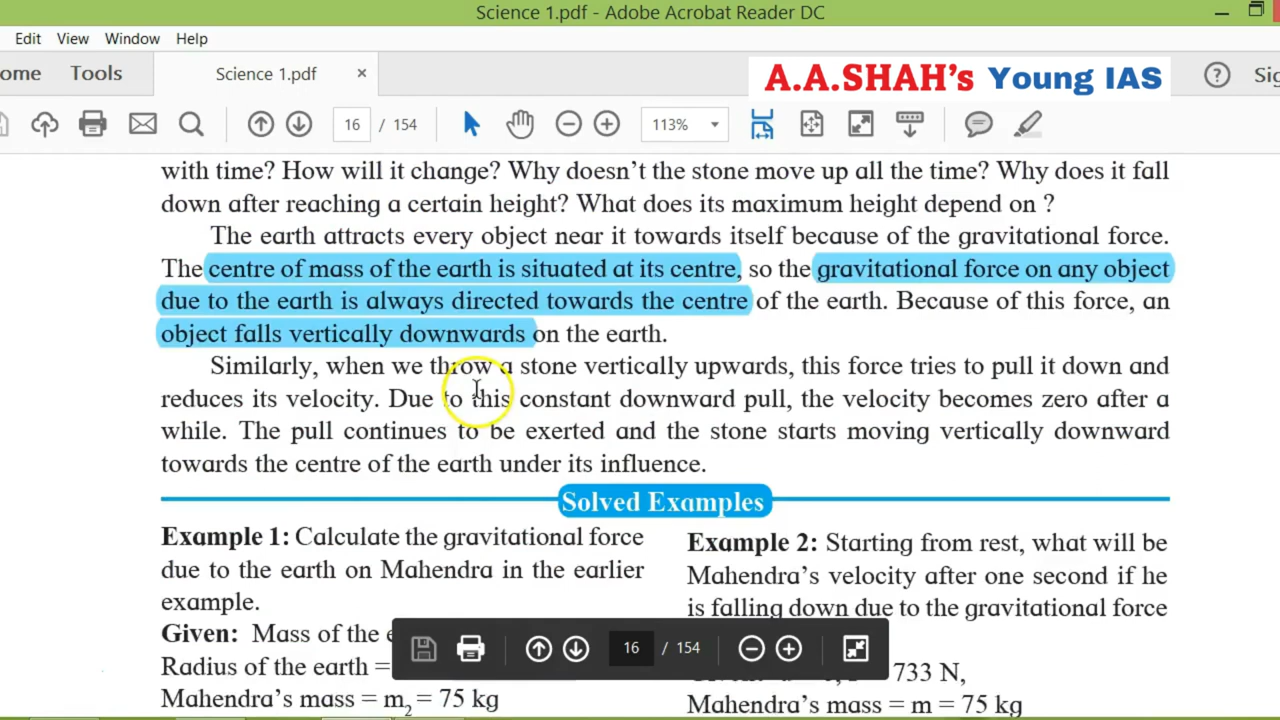 Science 1.pdf - Adobe Acrobat Reader DC
Edit View Window Help
ome Tools Science 1.pdf ×
A.A.SHAH's Young IAS
Sig
16 / 154 113%
with time? How will it change? Why doesn't the stone move up all the time? Why does it fall
down after reaching a certain height? What does its maximum height depend on ?
The earth attracts every object near it towards itself because of the gravitational force.
The centre of mass of the earth is situated at its centre, so the gravitational force on any object
due to the earth is always directed towards the centre of the earth. Because of this force, an
object falls vertically downwards on the earth.
Similarly, when we throw a stone vertically upwards, this force tries to pull it down and
reduces its velocity. Due to this constant downward pull, the velocity becomes zero after a
while. The pull continues to be exerted and the stone starts moving vertically downward
towards the centre of the earth under its influence.
Solved Examples
Example 1: Calculate the gravitational force
due to the earth on Mahendra in the earlier
example.
Given: Mass of the e
Radius of the earth =
Mahendra's mass = m₂ = 75 kg
Example 2: Starting from rest, what will be
Mahendra's velocity after one second if he
is falling down due to the gravitational force
733 N,
Mahendra's mass = m = 75 kg
16 / 154